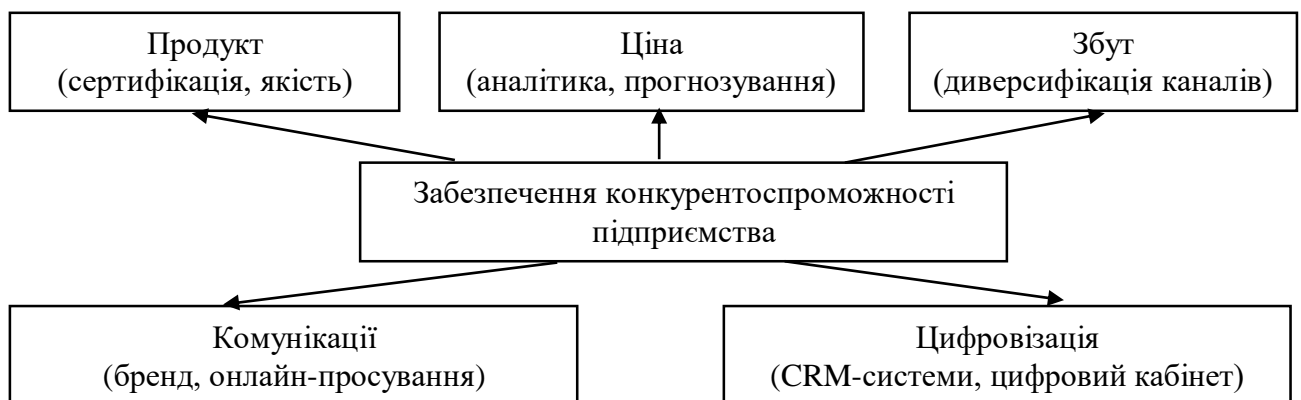 Продукт
(сертифікація, якість)
Ціна
(аналітика, прогнозування)
Збут
(диверсифікація каналів)
Забезпечення конкурентоспроможності
підприємства
Комунікації
(бренд, онлайн-просування)
Цифровізація
(CRM-системи, цифровий кабінет)